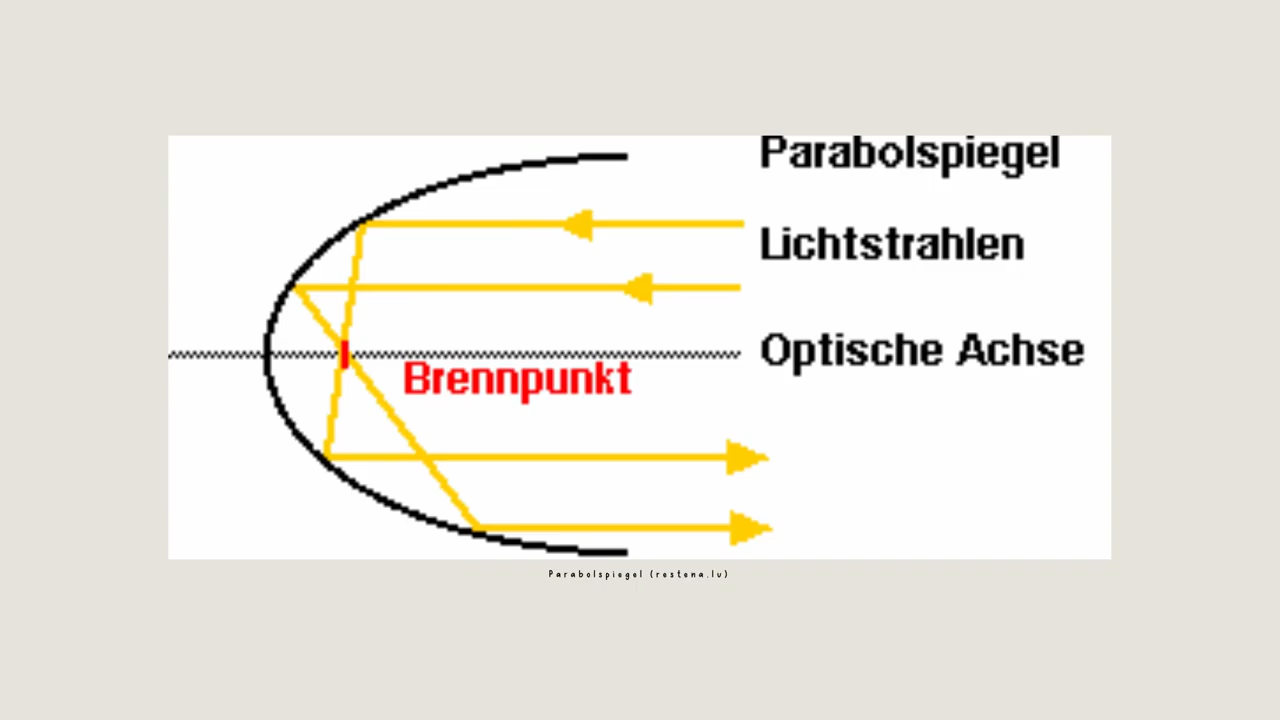 Parabolspiegel
Lichtstrahlen
Optische Achse
Brennpunkt
Parabolspiegel (restena.lu)